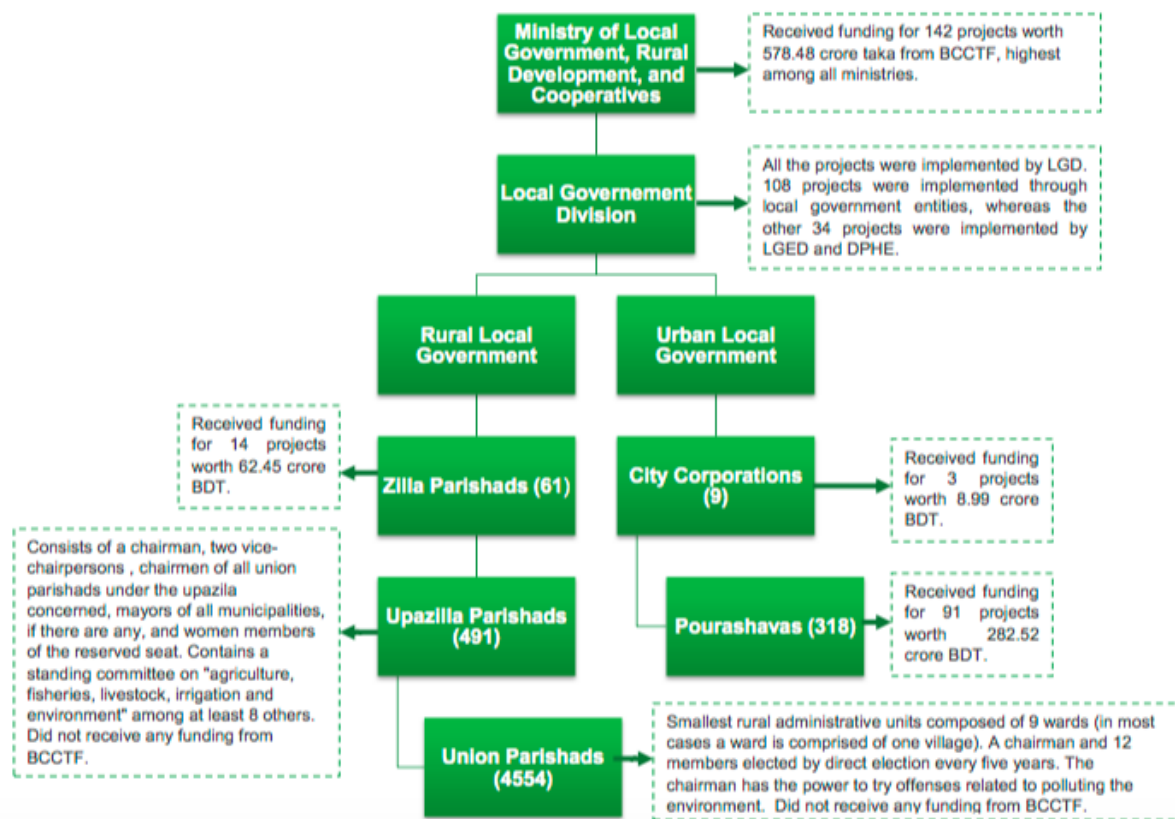 Ministry of Local
Government, Rural
Development, and
Cooperatives
Received funding for 142 projects worth
578.48 crore taka from BCCTF, highest
among all ministries.
Local Governement
Division
All the projects were implemented by LGD.
108 projects were implemented through
local government entities, whereas the
other 34 projects were implemented by
LGED and DPHE.
Rural Local
Government
Urban Local
Government
Received funding
for 14 projects
worth 62.45 crore
BDT.
Zilla Parishads (61)
City Corporations
(9)
Received funding
for 3 projects
worth 8.99 crore
BDT.
Consists of a chairman, two vice-
chairpersons , chairmen of all union
parishads under the upazila
concerned, mayors of all municipalities,
if there are any, and women members
of the reserved seat. Contains a
standing committee on "agriculture,
fisheries, livestock, irrigation and
environment" among at least 8 others.
Did not receive any funding from
BCCTF.
Upazilla Parishads
(491)
Pourashavas (318)
Received funding
for 91 projects
worth 282.52
crore BDT.
Union Parishads
(4554)
Smallest rural administrative units composed of 9 wards (in most
cases a ward is comprised of one village). A chairman and 12
members elected by direct election every five years. The
chairman has the power to try offenses related to polluting the
environment. Did not receive any funding from BCCTF.